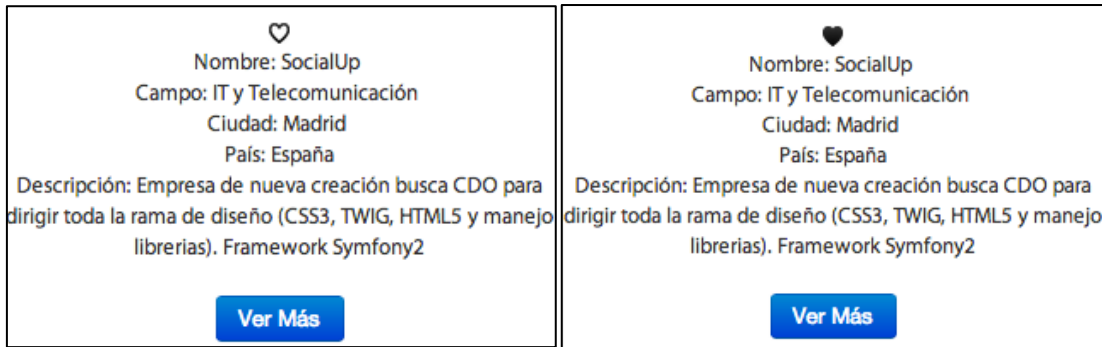 Nombre: SocialUp
Campo: IT y Telecomunicación
Ciudad: Madrid
País: España
Descripción: Empresa de nueva creación busca CDO para
dirigir toda la rama de diseño (CSS3, TWIG, HTML5 y manejo
librerias). Framework Symfony2
Ver Más
Nombre: SocialUp
Campo: IT y Telecomunicación
Ciudad: Madrid
País: España
Descripción: Empresa de nueva creación busca CDO para
dirigir toda la rama de diseño (CSS3, TWIG, HTML5 y manejo
librerias). Framework Symfony2
Ver Más